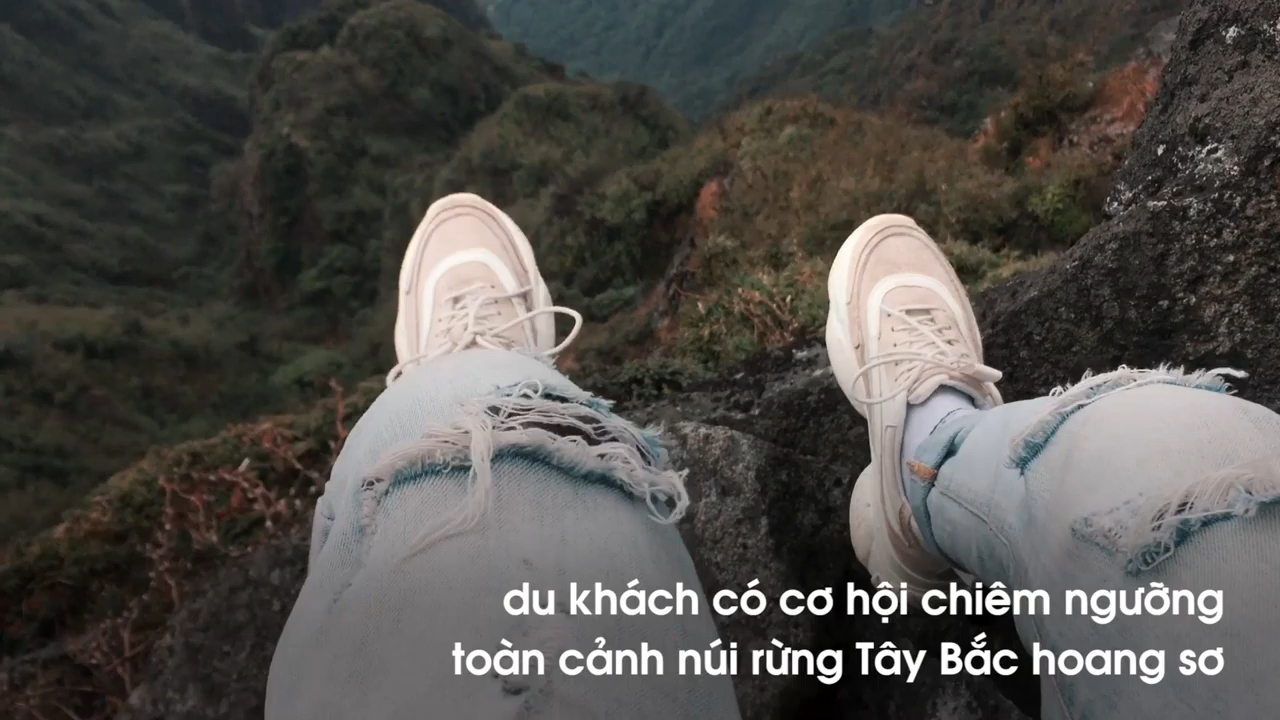 du khách có cơ hội chiêm ngưỡng
toàn cảnh núi rừng Tây Bắc hoang sơ